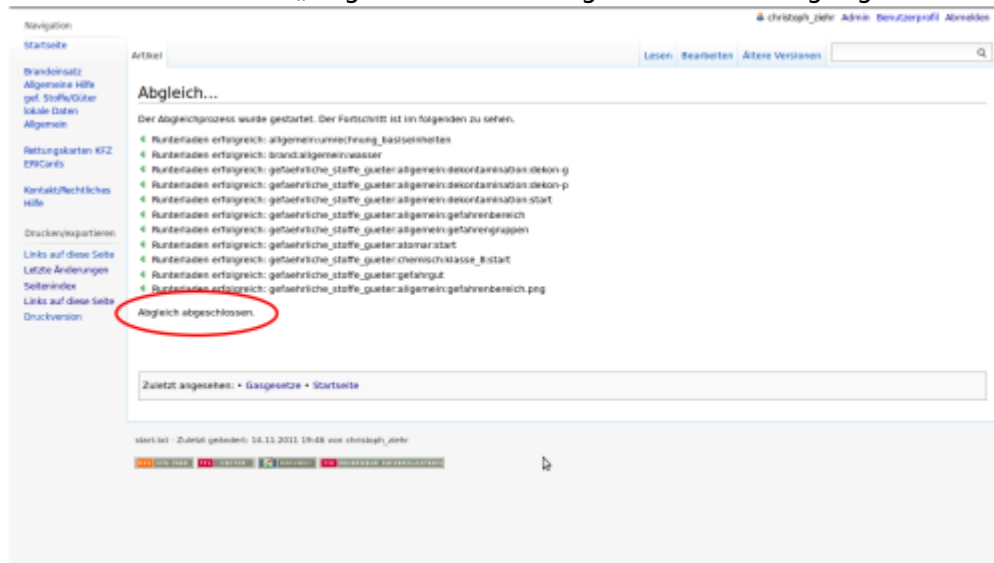 Navigation
christoph_ziehr Admin Benutzerprofil Abmelden
Startseite
Artikel
Lesen Bearbeiten Ältere Versionen
Brandeinsatz
Allgemeine Hilfe
gef. Stoffe/Güter
lokale Daten
Allgemein
Rettungskarten KFZ
ERICards
Kontakt/Rechtliches
Hilfe
Drucken/exportieren
Links auf diese Seite
Letzte Änderungen
Seitenindex
Links auf diese Seite
Druckversion
Abgleich...
Der Abgleichprozess wurde gestartet. Der Fortschritt ist im folgenden zu sehen.
Runterladen erfolgreich: allgemein:umrechnung_basiseinheiten
Runterladen erfolgreich: brand:allgemein:wasser
Runterladen erfolgreich: gefaehrliche_stoffe_gueter:allgemein:dekontamination:dekon-g
Runterladen erfolgreich: gefaehrliche_stoffe_gueter:allgemein:dekontamination:dekon-p
Runterladen erfolgreich: gefaehrliche_stoffe_gueter:allgemein:dekontamination:start
Runterladen erfolgreich: gefaehrliche_stoffe_gueter:allgemein:gefahrenbereich
Runterladen erfolgreich: gefaehrliche_stoffe_gueter:allgemein:gefahrengruppen
Runterladen erfolgreich: gefaehrliche_stoffe_gueter:atomar:start
Runterladen erfolgreich: gefaehrliche_stoffe_gueter:chemisch:klasse_8:start
Runterladen erfolgreich: gefaehrliche_stoffe_gueter:gefahrgut
Runterladen erfolgreich: gefaehrliche_stoffe_gueter:allgemein:gefahrenbereich.png
Abgleich abgeschlossen.
Zuletzt angesehen: • Gasgesetze • Startseite
start.txt · Zuletzt geändert: 14.11.2011 19:46 von christoph_ziehr